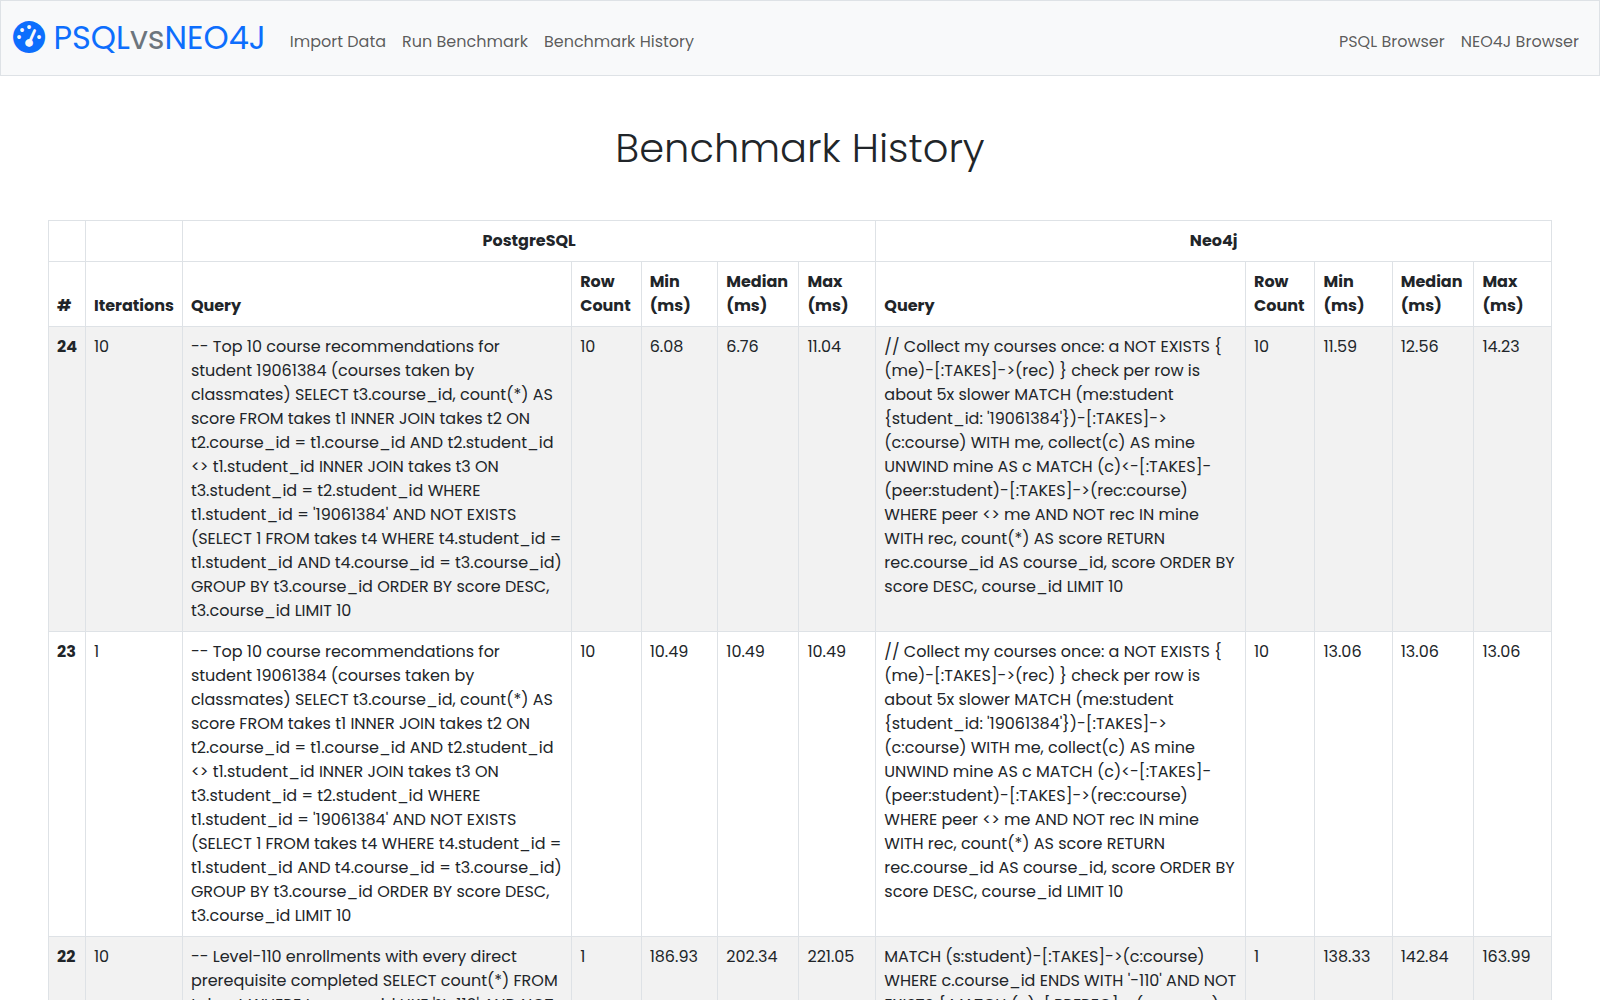 PSQLvsNEO4J Import Data Run Benchmark Benchmark History PSQL Browser NEO4J Browser
Benchmark History
PostgreSQL Neo4j
# Iterations Query Row Count Min (ms) Median (ms) Max (ms) Query Row Count Min (ms) Median (ms) Max (ms)
24 10
-- Top 10 course recommendations for
student 19061384 (courses taken by
classmates) SELECT t3.course_id, count(*) AS
score FROM takes t1 INNER JOIN takes t2 ON
t2.course_id = t1.course_id AND t2.student_id
<> t1.student_id INNER JOIN takes t3 ON
t3.student_id = t2.student_id WHERE
t1.student_id = '19061384' AND NOT EXISTS
(SELECT 1 FROM takes t4 WHERE t4.student_id =
t1.student_id AND t4.course_id = t3.course_id)
GROUP BY t3.course_id ORDER BY score DESC,
t3.course_id LIMIT 10
10 6.08 6.76 11.04
// Collect my courses once: a NOT EXISTS {
(me)-[:TAKES]->(rec) } check per row is
about 5x slower MATCH (me:student
{student_id: '19061384'})-[:TAKES]->
(c:course) WITH me, collect(c) AS mine
UNWIND mine AS c MATCH (c)<-[:TAKES]-
(peer:student)-[:TAKES]->(rec:course)
WHERE peer <> me AND NOT rec IN mine
WITH rec, count(*) AS score RETURN
rec.course_id AS course_id, score ORDER BY
score DESC, course_id LIMIT 10
10 11.59 12.56 14.23
23 1
-- Top 10 course recommendations for
student 19061384 (courses taken by
classmates) SELECT t3.course_id, count(*) AS
score FROM takes t1 INNER JOIN takes t2 ON
t2.course_id = t1.course_id AND t2.student_id
<> t1.student_id INNER JOIN takes t3 ON
t3.student_id = t2.student_id WHERE
t1.student_id = '19061384' AND NOT EXISTS
(SELECT 1 FROM takes t4 WHERE t4.student_id =
t1.student_id AND t4.course_id = t3.course_id)
GROUP BY t3.course_id ORDER BY score DESC,
t3.course_id LIMIT 10
10 10.49 10.49 10.49
// Collect my courses once: a NOT EXISTS {
(me)-[:TAKES]->(rec) } check per row is
about 5x slower MATCH (me:student
{student_id: '19061384'})-[:TAKES]->
(c:course) WITH me, collect(c) AS mine
UNWIND mine AS c MATCH (c)<-[:TAKES]-
(peer:student)-[:TAKES]->(rec:course)
WHERE peer <> me AND NOT rec IN mine
WITH rec, count(*) AS score RETURN
rec.course_id AS course_id, score ORDER BY
score DESC, course_id LIMIT 10
10 13.06 13.06 13.06
22 10
-- Level-110 enrollments with every direct
prerequisite completed SELECT count(*) FROM
1 186.93 202.34 221.05
MATCH (s:student)-[:TAKES]->(c:course)
WHERE c.course_id ENDS WITH '-110' AND NOT
1 138.33 142.84 163.99